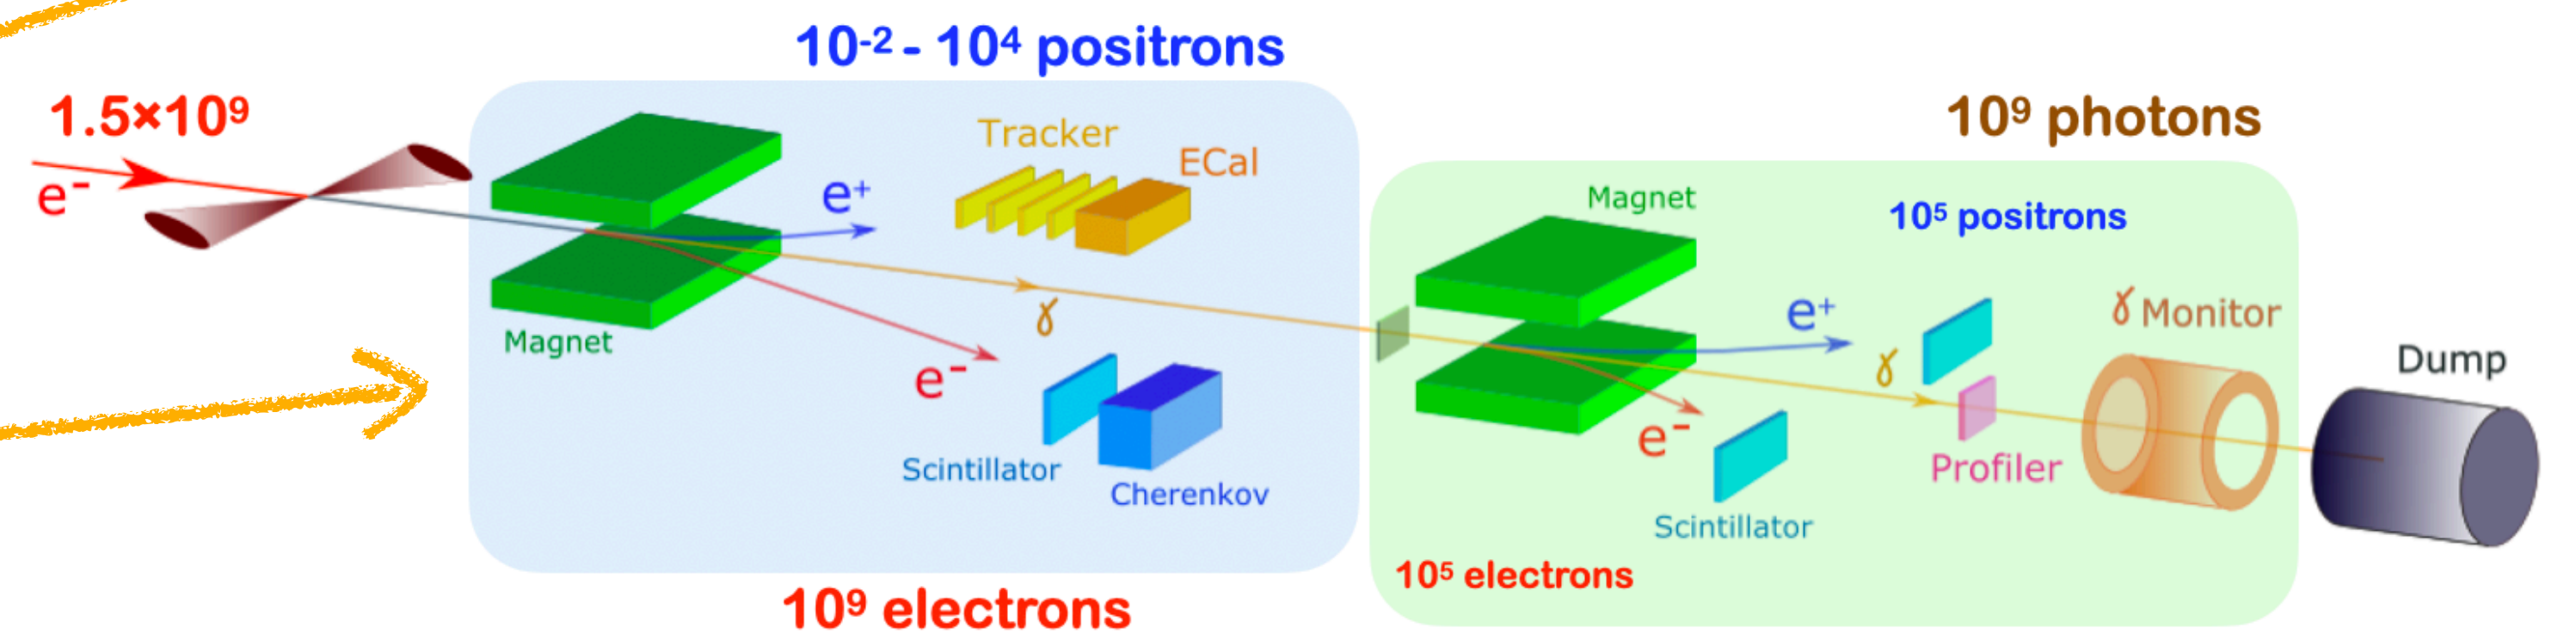 10⁻² - 10⁴ positrons
1.5×10⁹
e⁻
Magnet
e⁺
Tracker
ECal
γ
e⁻
Scintillator
Cherenkov
10⁹ electrons
10⁹ photons
Magnet
10⁵ positrons
e⁺
γ
γ Monitor
e⁻
Profiler
Scintillator
10⁵ electrons
Dump